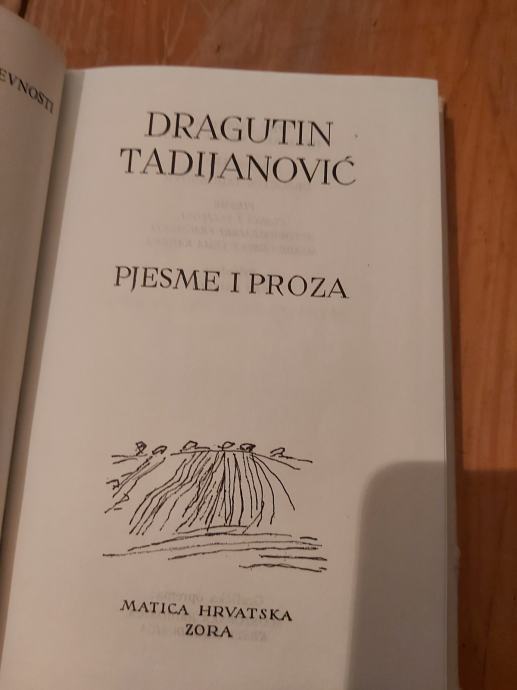 EVNOSTI
DRAGUTIN
TADIJANOVIĆ
PJESME I PROZA
MATICA HRVATSKA
ZORA